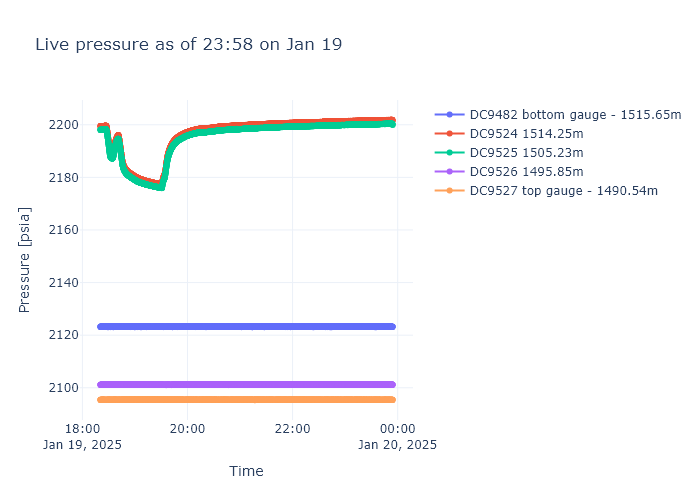 Live pressure as of 23:58 on Jan 19
DC9482 bottom gauge - 1515.65m
DC9524 1514.25m
DC9525 1505.23m
DC9526 1495.85m
DC9527 top gauge - 1490.54m
Pressure [psia]
2200
2180
2160
2140
2120
2100
18:00
Jan 19, 2025
20:00
22:00
00:00
Jan 20, 2025
Time